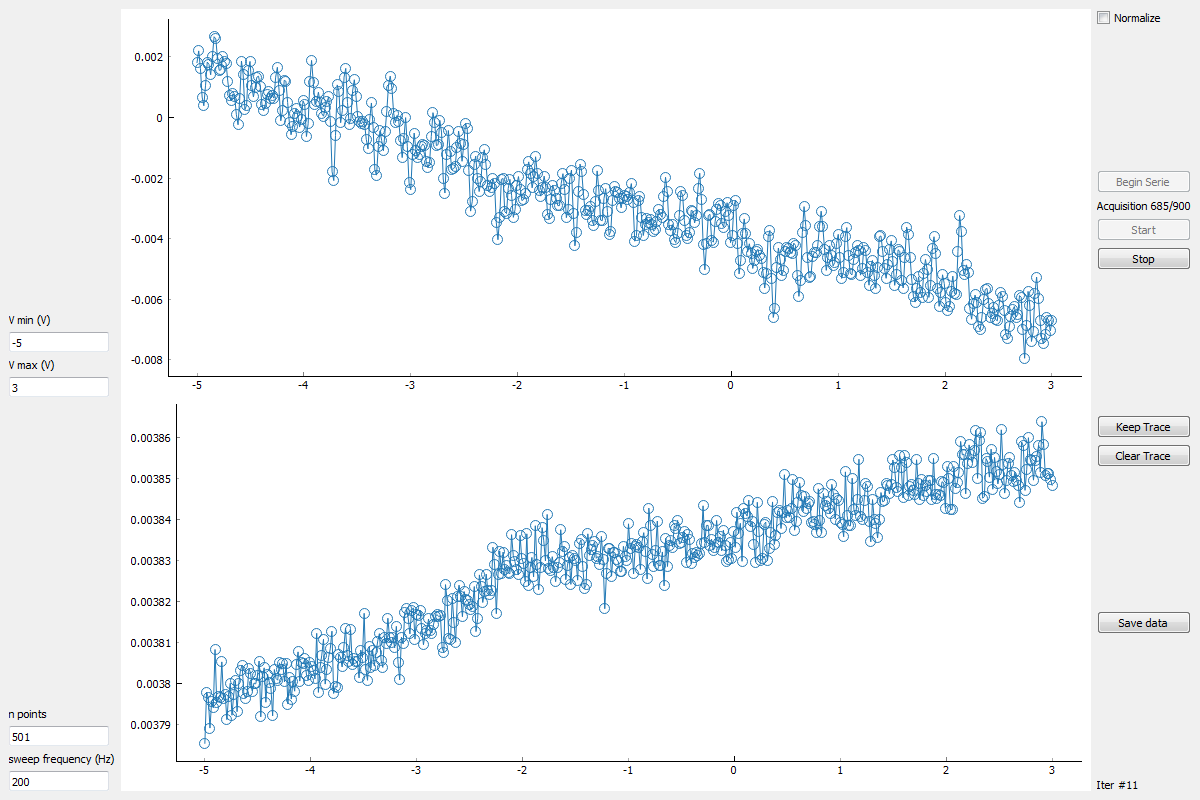 Normalize
0.002
0
-0.002
-0.004
-0.006
-0.008
-5 -4 -3 -2 -1 0 1 2 3
Begin Serie
Acquisition 685/900
Start
Stop
V min (V)
-5
V max (V)
3
0.00386
0.00385
0.00384
0.00383
0.00382
0.00381
0.0038
0.00379
-5 -4 -3 -2 -1 0 1 2 3
Keep Trace
Clear Trace
Save data
n points
501
sweep frequency (Hz)
200
Iter #11